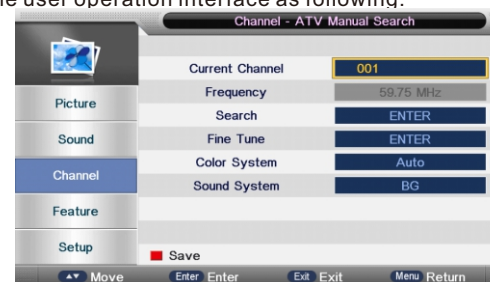 e user operation interface as following:
Channel - ATV Manual Search
Current Channel 001
Frequency 59.75 MHz
Search ENTER
Fine Tune ENTER
Color System Auto
Sound System BG
Picture
Sound
Channel
Feature
Setup
Save
Move Enter Enter Exit Exit Menu Return